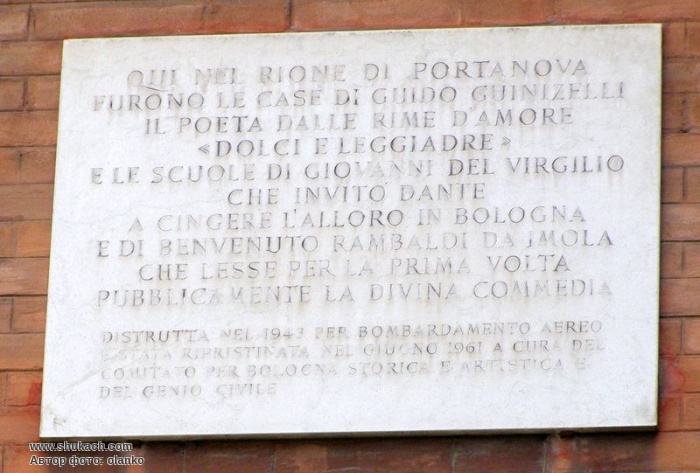 QUI NEL RIONE DI PORTANOVA
FURONO LE CASE DI GUIDO GUINIZELLI
IL POETA DALLE RIME D'AMORE
«DOLCI E LEGGIADRE»
E LE SCUOLE DI GIOVANNI DEL VIRGILIO
CHE INVITÒ DANTE
A CINGERE L'ALLORO IN BOLOGNA
E DI BENVENUTO RAMBALDI DA IMOLA
CHE LESSE PER LA PRIMA VOLTA
PUBBLICAMENTE LA DIVINA COMMEDIA
DISTRUTTA NEL 1943 PER BOMBARDAMENTO AEREO
È STATA RIPRISTINATA NEL GIUGNO 1961 A CURA DEL
COMITATO PER BOLOGNA STORICA E ARTISTICA E
DEL GENIO CIVILE
www.shukach.com
Автор фото: olanko